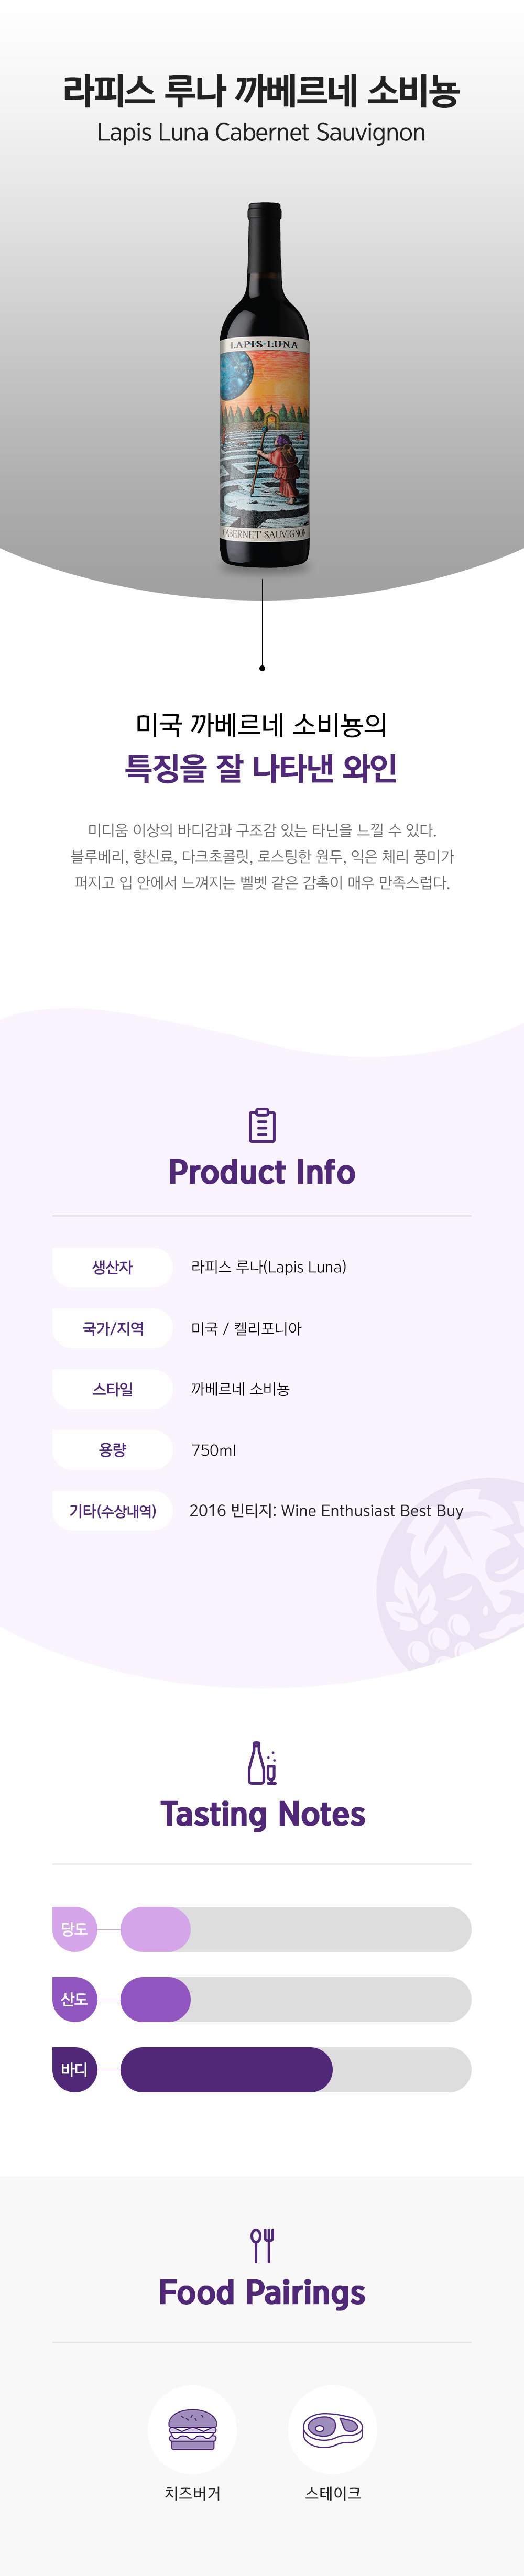 라피스 루나 까베르네 소비뇽
Lapis Luna Cabernet Sauvignon
LAPIS·LUNA
CABERNET SAUVIGNON
미국 까베르네 소비뇽의
특징을 잘 나타낸 와인
미디움 이상의 바디감과 구조감 있는 타닌을 느낄 수 있다.
블루베리, 향신료, 다크초콜릿, 로스팅한 원두, 익은 체리 풍미가
퍼지고 입 안에서 느껴지는 벨벳 같은 감촉이 매우 만족스럽다.
Product Info
생산자 라피스 루나(Lapis Luna)
국가/지역 미국 / 켈리포니아
스타일 까베르네 소비뇽
용량 750ml
기타(수상내역) 2016 빈티지: Wine Enthusiast Best Buy
Tasting Notes
당도
산도
바디
Food Pairings
치즈버거 스테이크